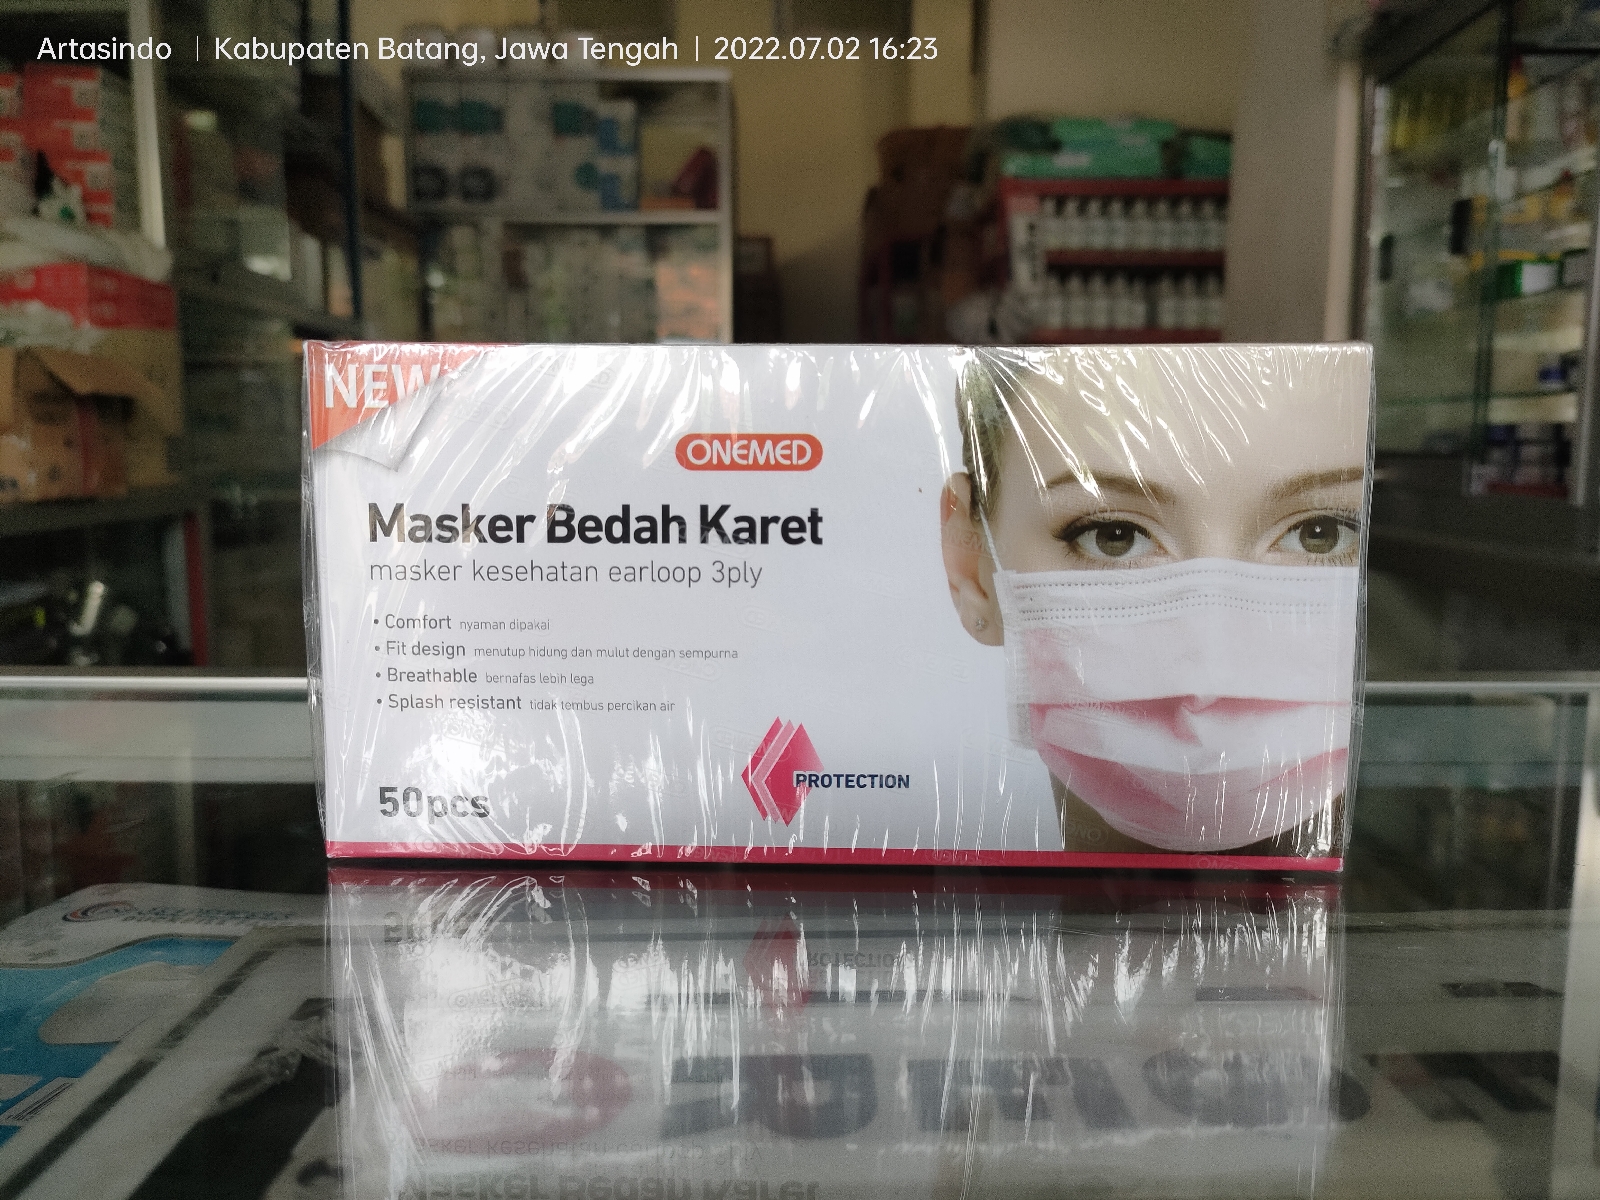 Artasindo | Kabupaten Batang, Jawa Tengah | 2022.07.02 16:23
NEW
ONEMED
Masker Bedah Karet
masker kesehatan earloop 3ply
• Comfort nyaman dipakai
• Fit design menutup hidung dan mulut dengan sempurna
• Breathable bernafas lebih lega
• Splash resistant tidak tembus percikan air
PROTECTION
50pcs